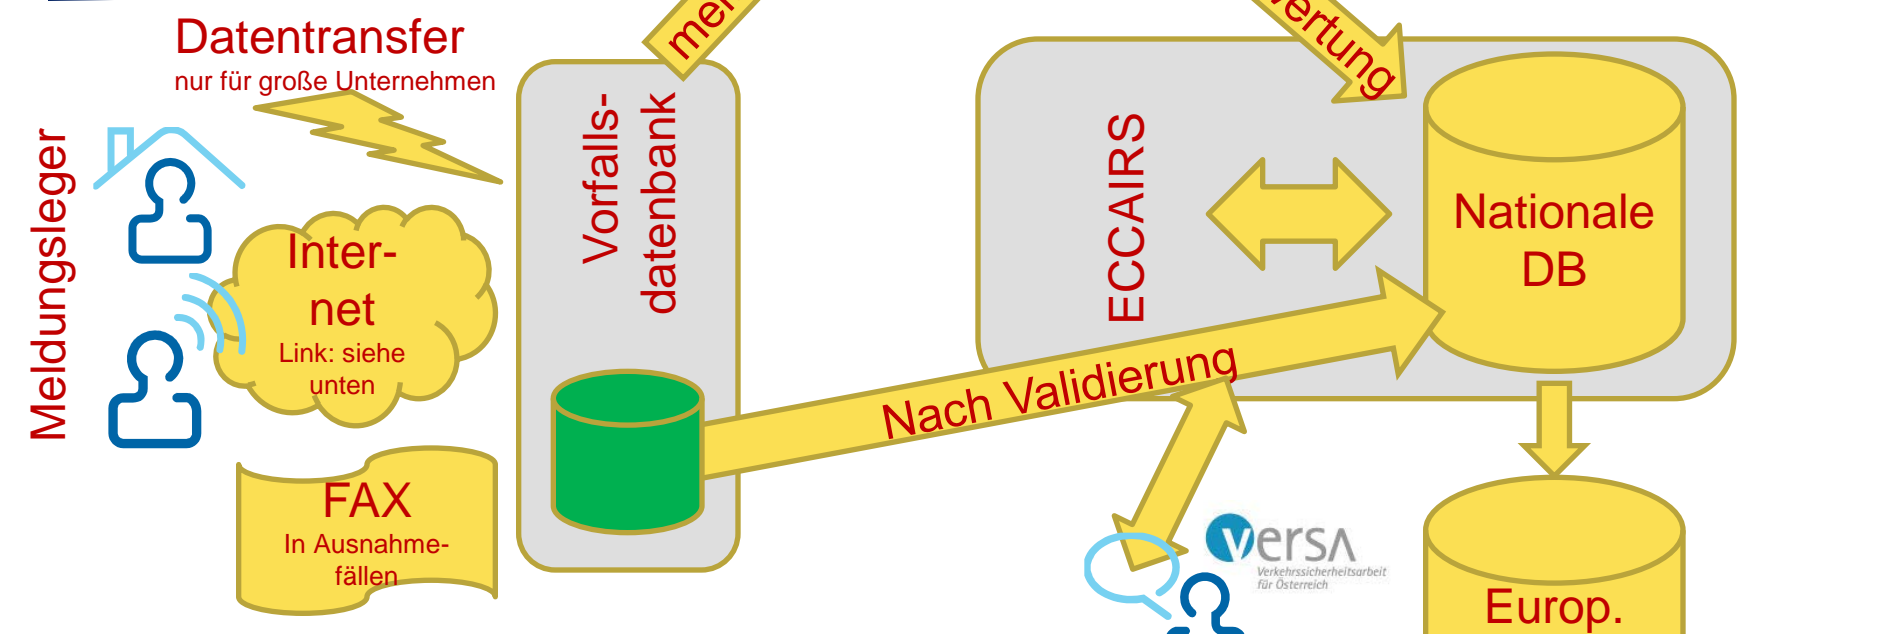 Datentransfer
nur für große Unternehmen
Meldungsleger
Inter-
net
Link: siehe
unten
FAX
In Ausnahme-
fällen
Vorfalls-
datenbank
Nach Validierung
ECCAIRS
Nationale
DB
versa
Verkehrssicherheitsarbeit
für Österreich
Europ.